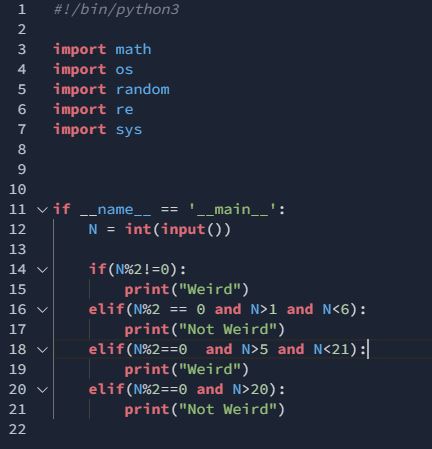 1 #!/bin/python3
2
3 import math
4 import os
5 import random
6 import re
7 import sys
8
9
10
11 if __name__ == '__main__':
12     N = int(input())
13
14     if(N%2!=0):
15         print("Weird")
16     elif(N%2 == 0 and N>1 and N<6):
17         print("Not Weird")
18     elif(N%2==0  and N>5 and N<21):
19         print("Weird")
20     elif(N%2==0 and N>20):
21         print("Not Weird")
22